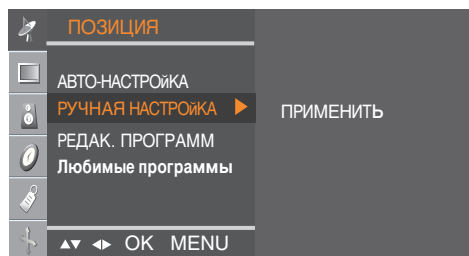 ПОЗИЦИЯ
АВТО-НАСТРОйКА
РУЧНАЯ НАСТРОйКА
ПРИМЕНИТЬ
РЕДАК. ПРОГРАММ
Любимые программы
OK MENU